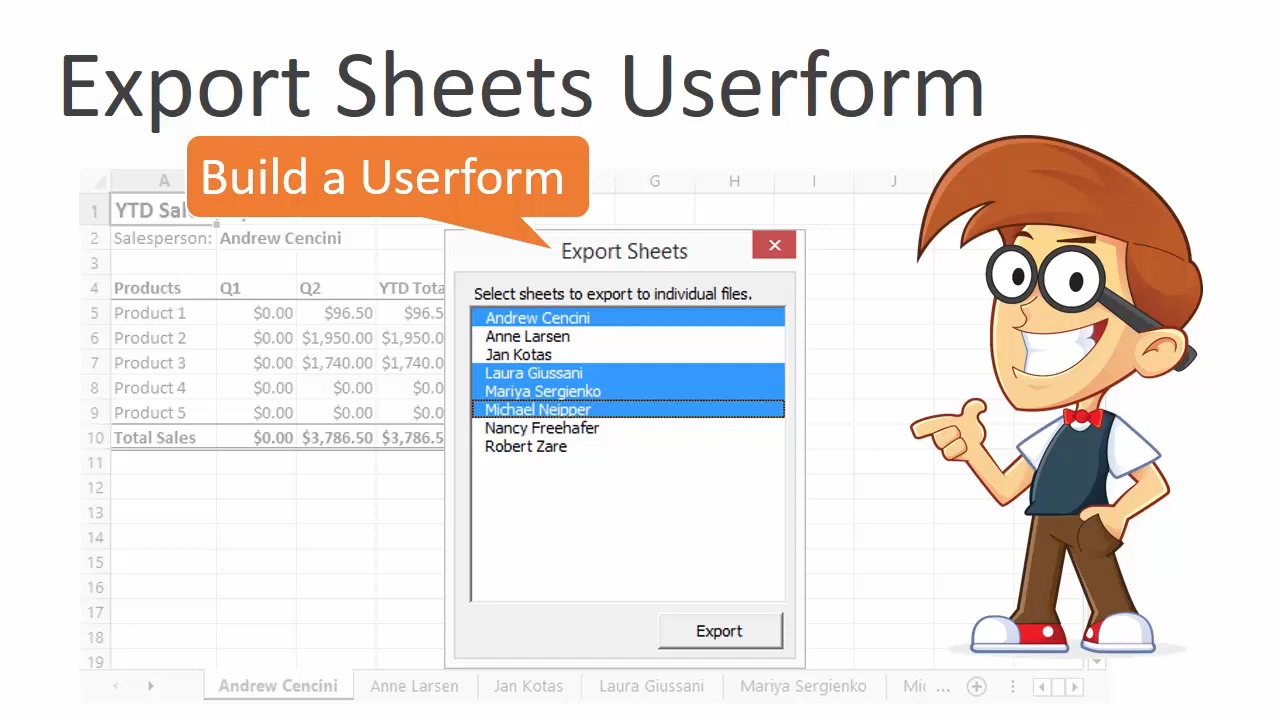 Export Sheets Userform
Build a Userform
A G H I J
1 YTD Sal
2 Salesperson: Andrew Cencini
3
4 Products Q1 Q2 YTD Tota
5 Product 1 $0.00 $96.50 $96.5
6 Product 2 $0.00 $1,950.00 $1,950.0
7 Product 3 $0.00 $1,740.00 $1,740.0
8 Product 4 $0.00 $0.00 $0.0
9 Product 5 $0.00 $0.00 $0.0
10 Total Sales $0.00 $3,786.50 $3,786.5
11
12
13
14
15
16
17
18
19
Export Sheets
Select sheets to export to individual files.
Andrew Cencini
Anne Larsen
Jan Kotas
Laura Giussani
Mariya Sergienko
Michael Neipper
Nancy Freehafer
Robert Zare
Export
Andrew Cencini Anne Larsen Jan Kotas Laura Giussani Mariya Sergienko Mic ...